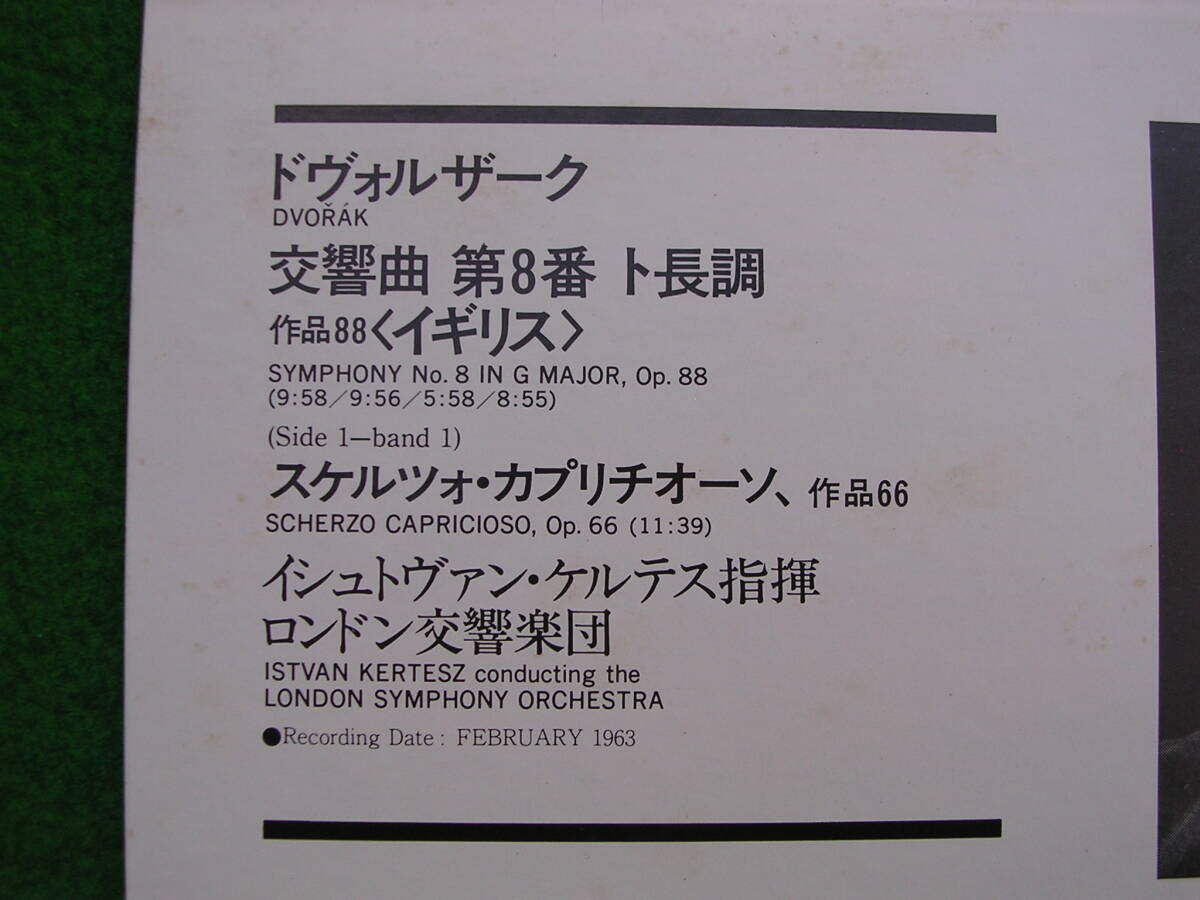 ドヴォルザーク
DVOŘÁK
交響曲 第8番 ト長調
作品88〈イギリス〉
SYMPHONY No. 8 IN G MAJOR, Op. 88
(9:58／9:56／5:58／8:55)
(Side 1—band 1)
スケルツォ・カプリチオーソ、作品66
SCHERZO CAPRICIOSO, Op. 66 (11:39)
イシュトヴァン・ケルテス指揮
ロンドン交響楽団
ISTVAN KERTESZ conducting the
LONDON SYMPHONY ORCHESTRA
●Recording Date : FEBRUARY 1963